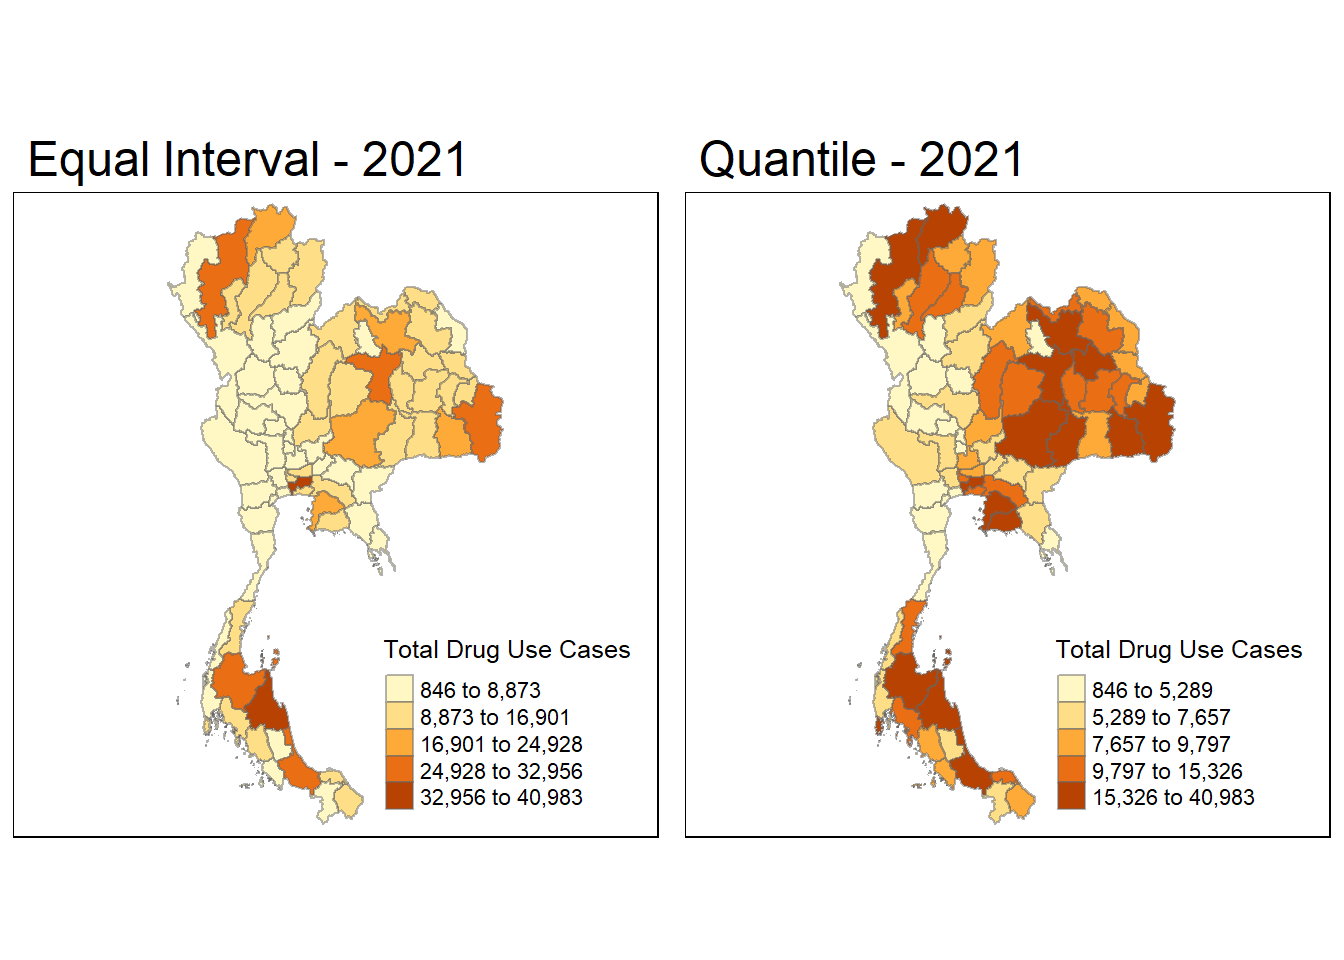 Equal Interval - 2021
Total Drug Use Cases
846 to 8,873
8,873 to 16,901
16,901 to 24,928
24,928 to 32,956
32,956 to 40,983
Quantile - 2021
Total Drug Use Cases
846 to 5,289
5,289 to 7,657
7,657 to 9,797
9,797 to 15,326
15,326 to 40,983